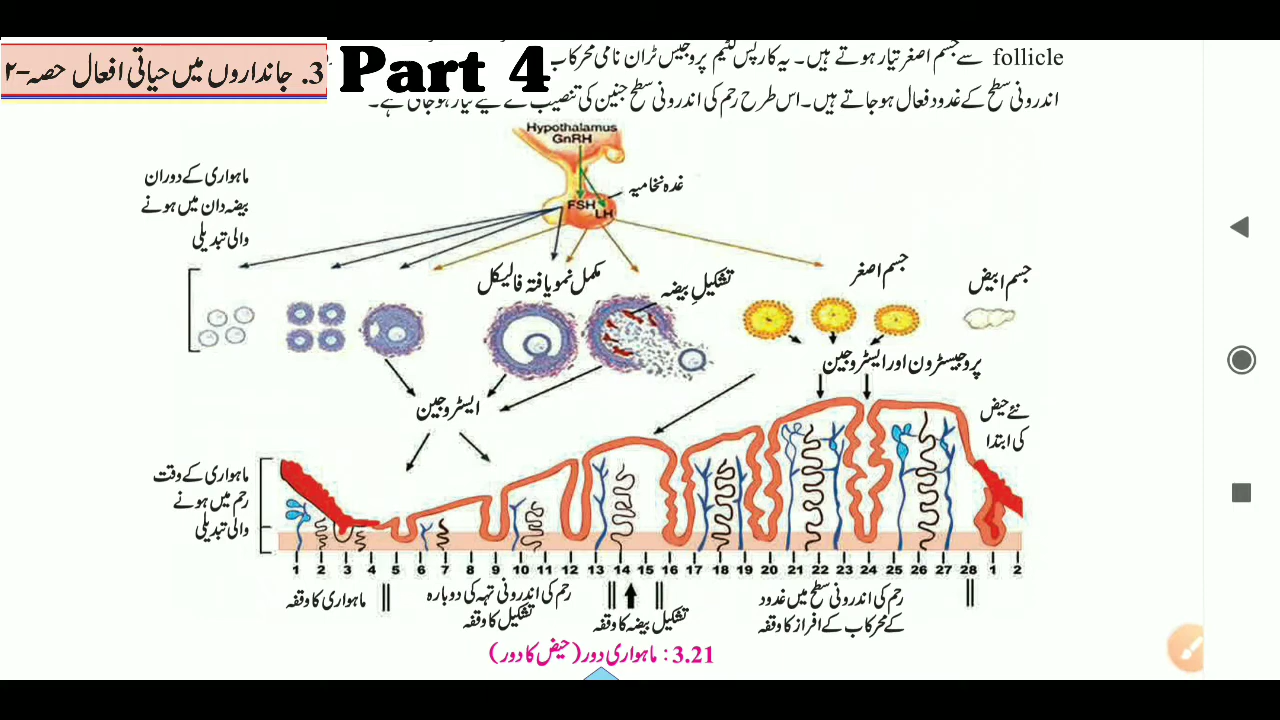 3. جانداروں میں حیاتی افعال حصہ-۲
Part 4
follicle سے جسم اصغر تیار ہوتے ہیں۔ یہ کارپس لٹیم پروجیس ٹران نامی محرکاب
اندرونی سطح کے غدود فعال ہوجاتے ہیں۔ اس طرح رحم کی اندرونی سطح جنین کی تنصیب کے لیے تیار ہوجاتی ہے۔
Hypothalamus
GnRH
غدہ نخامیہ
FSH
LH
ماہواری کے دوران
بیضہ دان میں ہونے
والی تبدیلی
مکمل نمو یافتہ فالیکل
تشکیلِ بیضہ
جسم اصغر
جسم ابیض
پروجیسٹرون اور ایسٹروجین
ایسٹروجین
نئے حیض
کی ابتدا
ماہواری کے وقت
رحم میں ہونے
والی تبدیلی
1 2 3 4 5 6 7 8 9 10 11 12 13 14 15 16 17 18 19 20 21 22 23 24 25 26 27 28 1 2
ماہواری کا وقفہ
رحم کی اندرونی تہہ کی دوبارہ
تشکیل کا وقفہ
تشکیل بیضہ کا وقفہ
رحم کی اندرونی سطح میں غدود
کے محرکاب کے افراز کا وقفہ
3.21 : ماہواری دور (حیض کا دور)